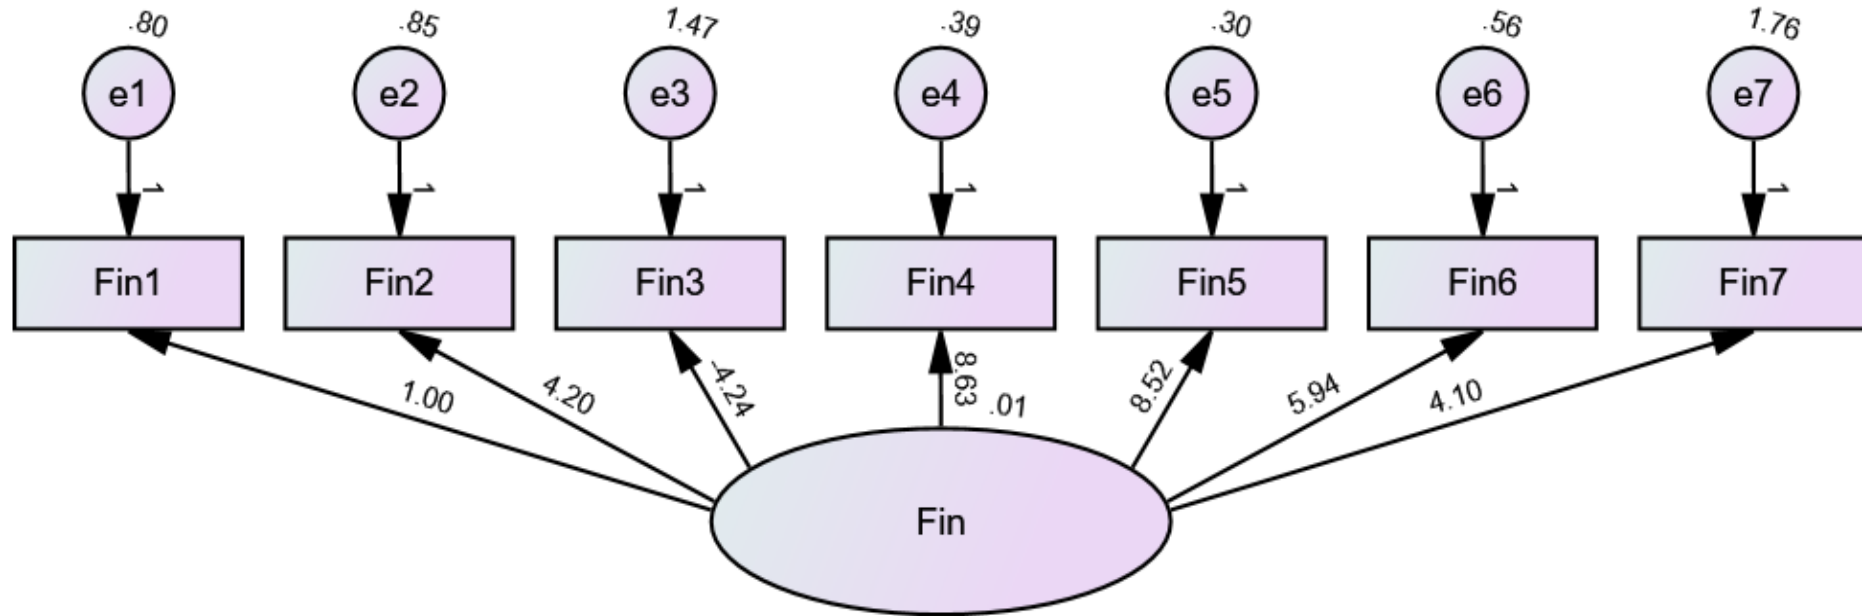 .80 .85 1.47 .39 .30 .56 1.76
e1 e2 e3 e4 e5 e6 e7
1 1 1 1 1 1 1
Fin1 Fin2 Fin3 Fin4 Fin5 Fin6 Fin7
1.00 4.20 -4.24 8.63 8.52 5.94 4.10
.01
Fin